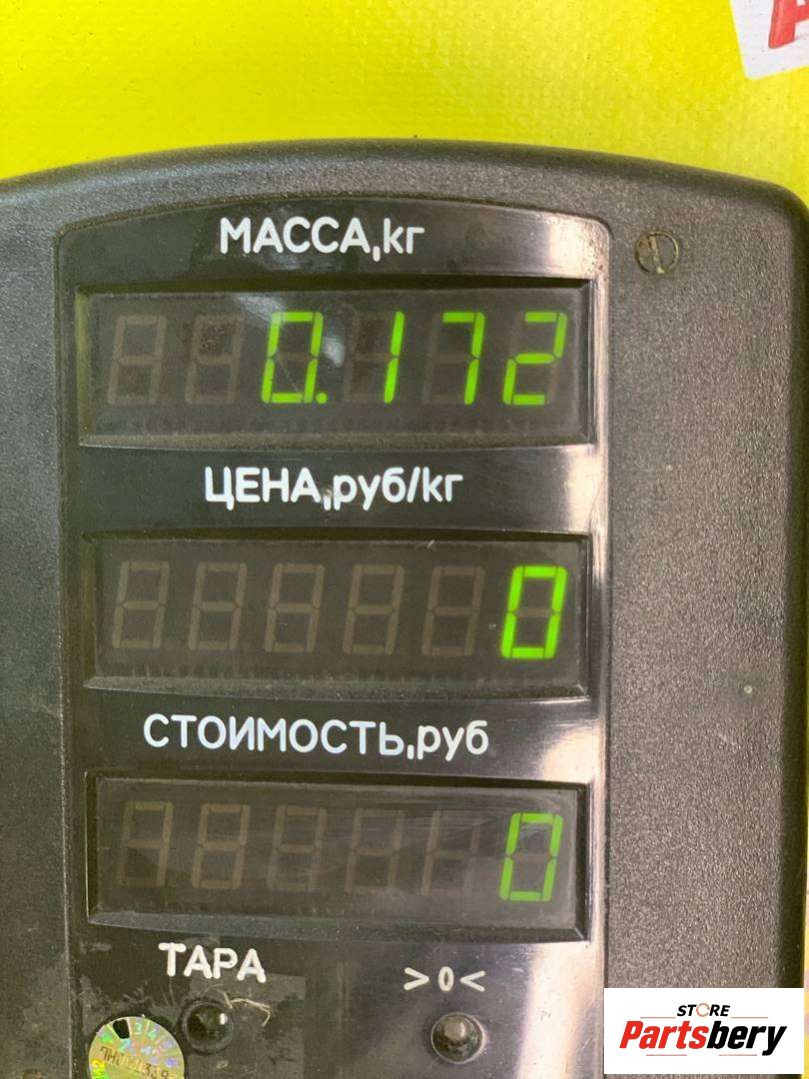 МАССА,кг
0.172
ЦЕНА,руб/кг
0
СТОИМОСТЬ,руб
0
ТАРА >0<
STORE
Partsbery